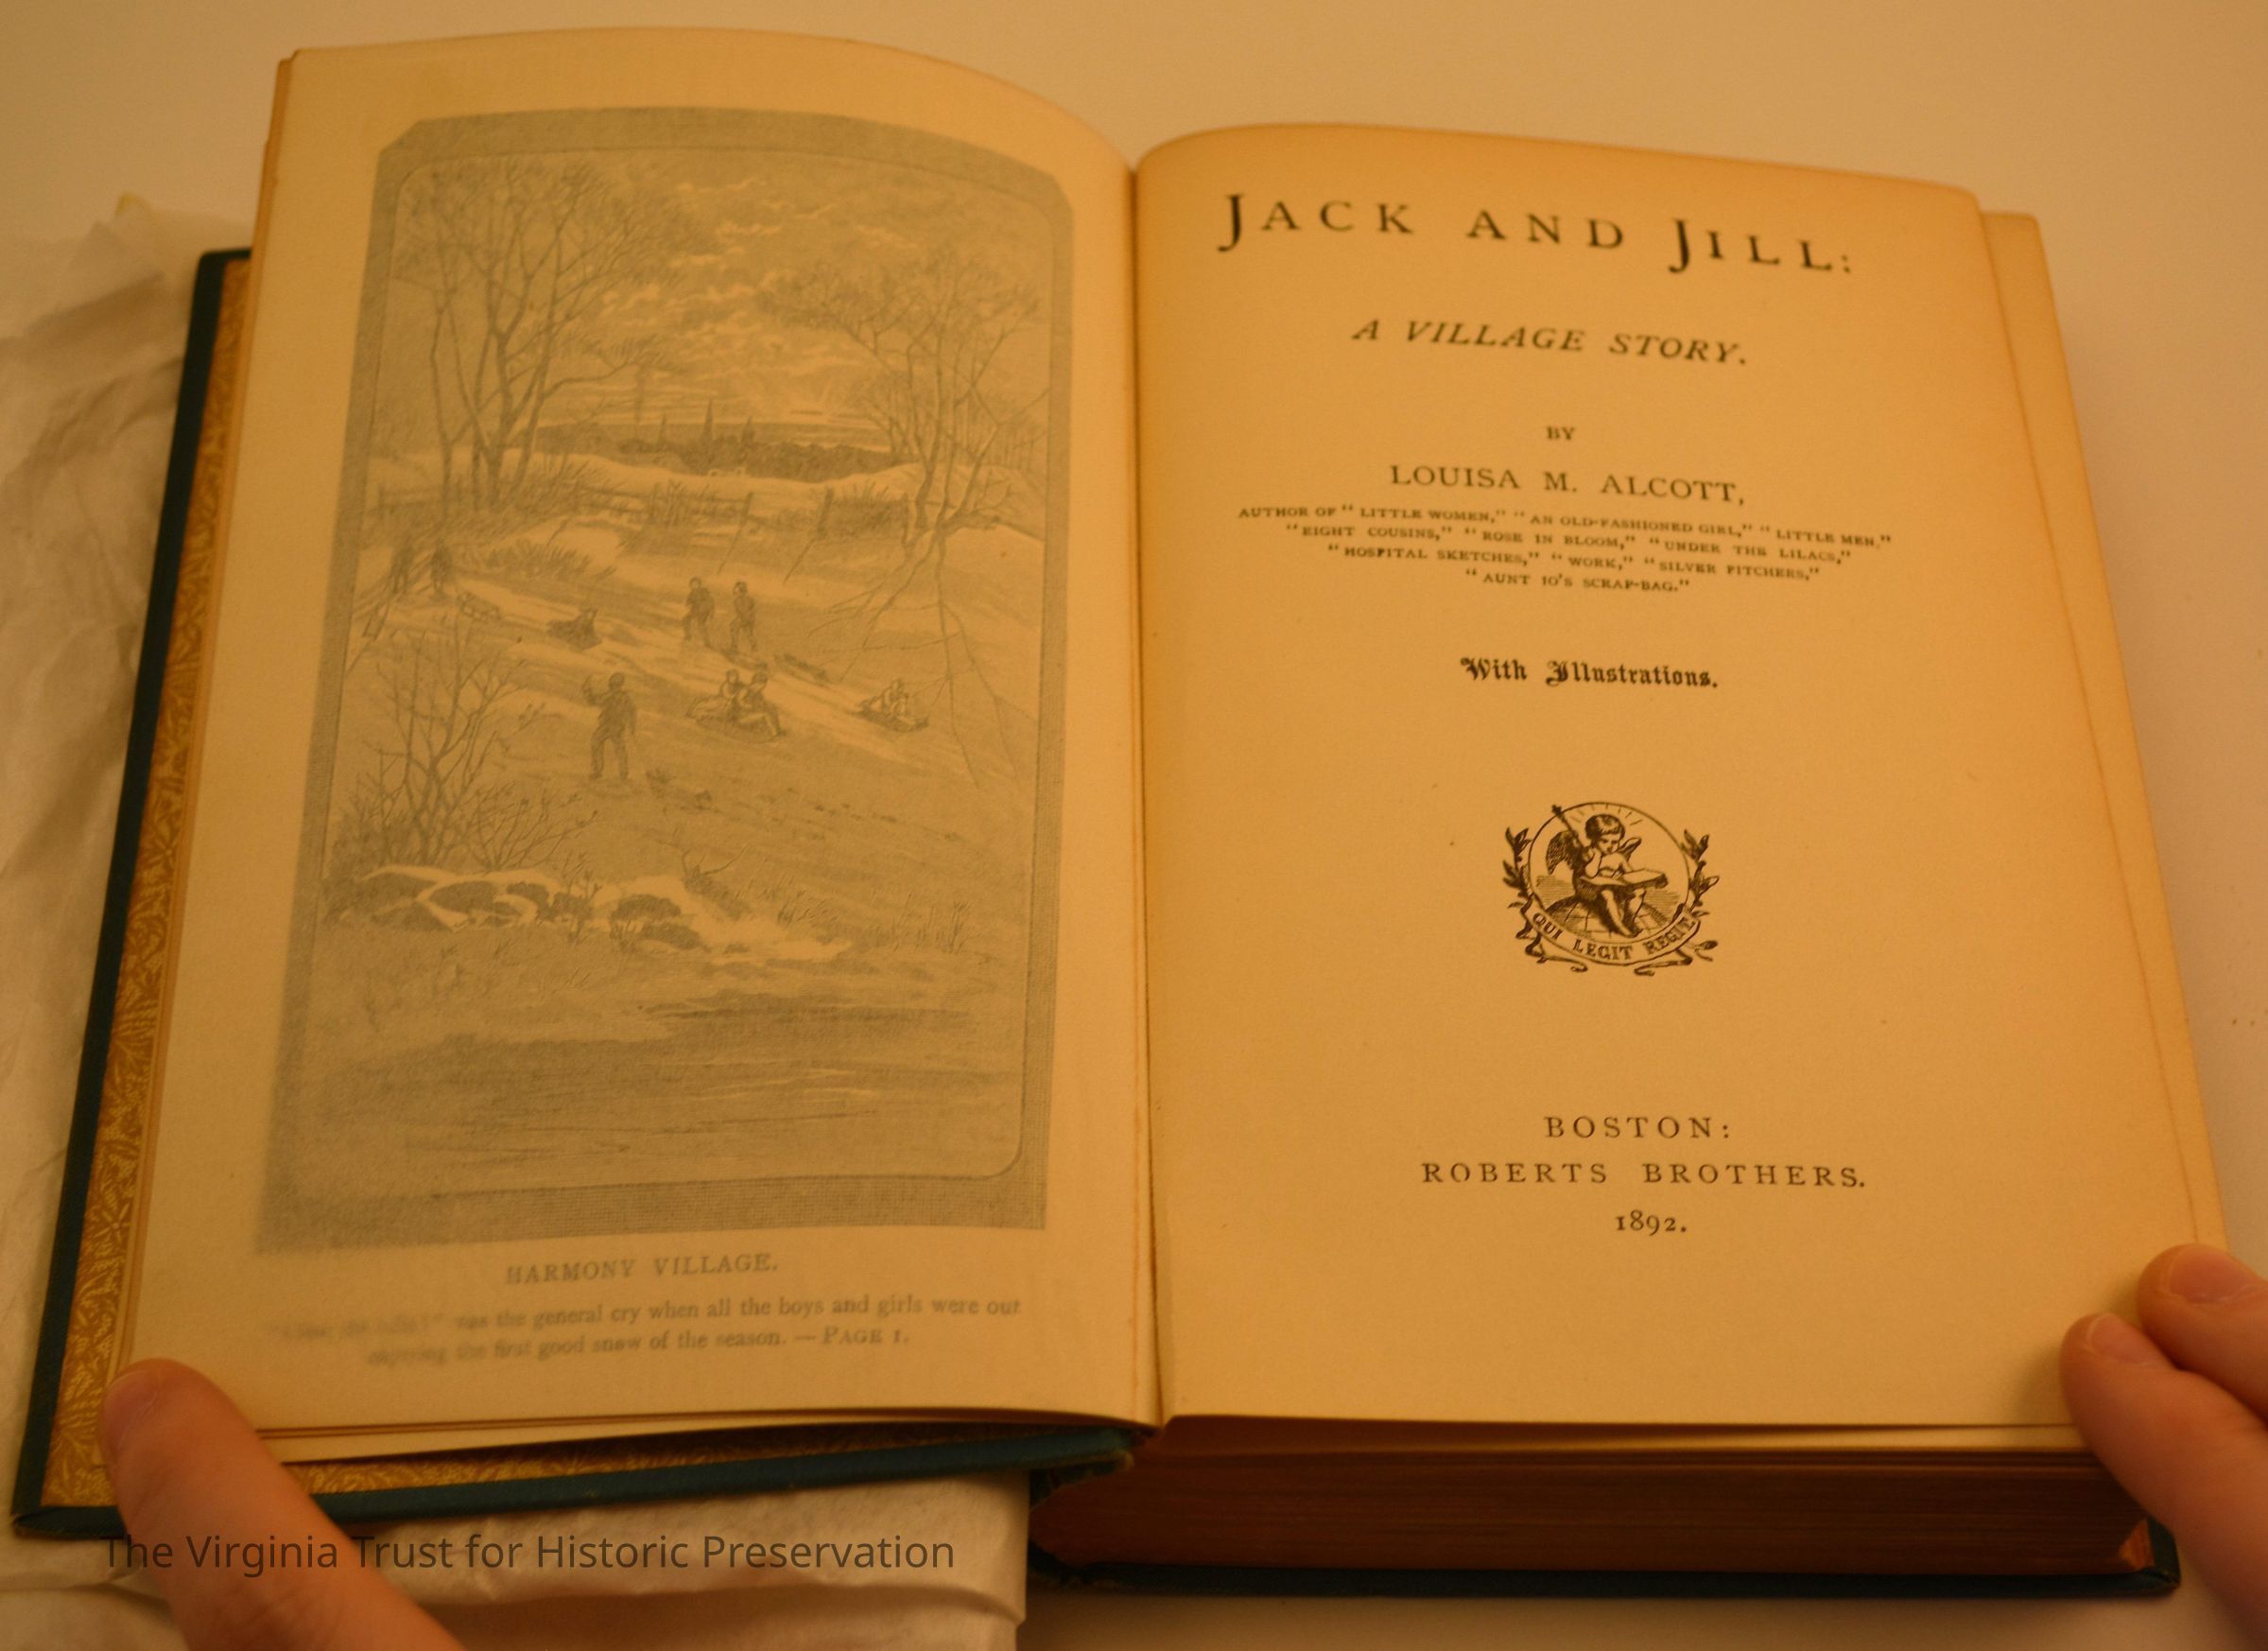 HARMONY VILLAGE.
was the general cry when all the boys and girls were out
enjoying the first good snow of the season. — PAGE 1.
JACK AND JILL:
A VILLAGE STORY.
BY
LOUISA M. ALCOTT,
AUTHOR OF "LITTLE WOMEN," "AN OLD-FASHIONED GIRL," "LITTLE MEN,"
"EIGHT COUSINS," "ROSE IN BLOOM," "UNDER THE LILACS,"
"HOSPITAL SKETCHES," "WORK," "SILVER PITCHERS,"
"AUNT JO'S SCRAP-BAG."
With Illustrations.
QUI LEGIT REGIT
BOSTON:
ROBERTS BROTHERS.
1892.
The Virginia Trust for Historic Preservation